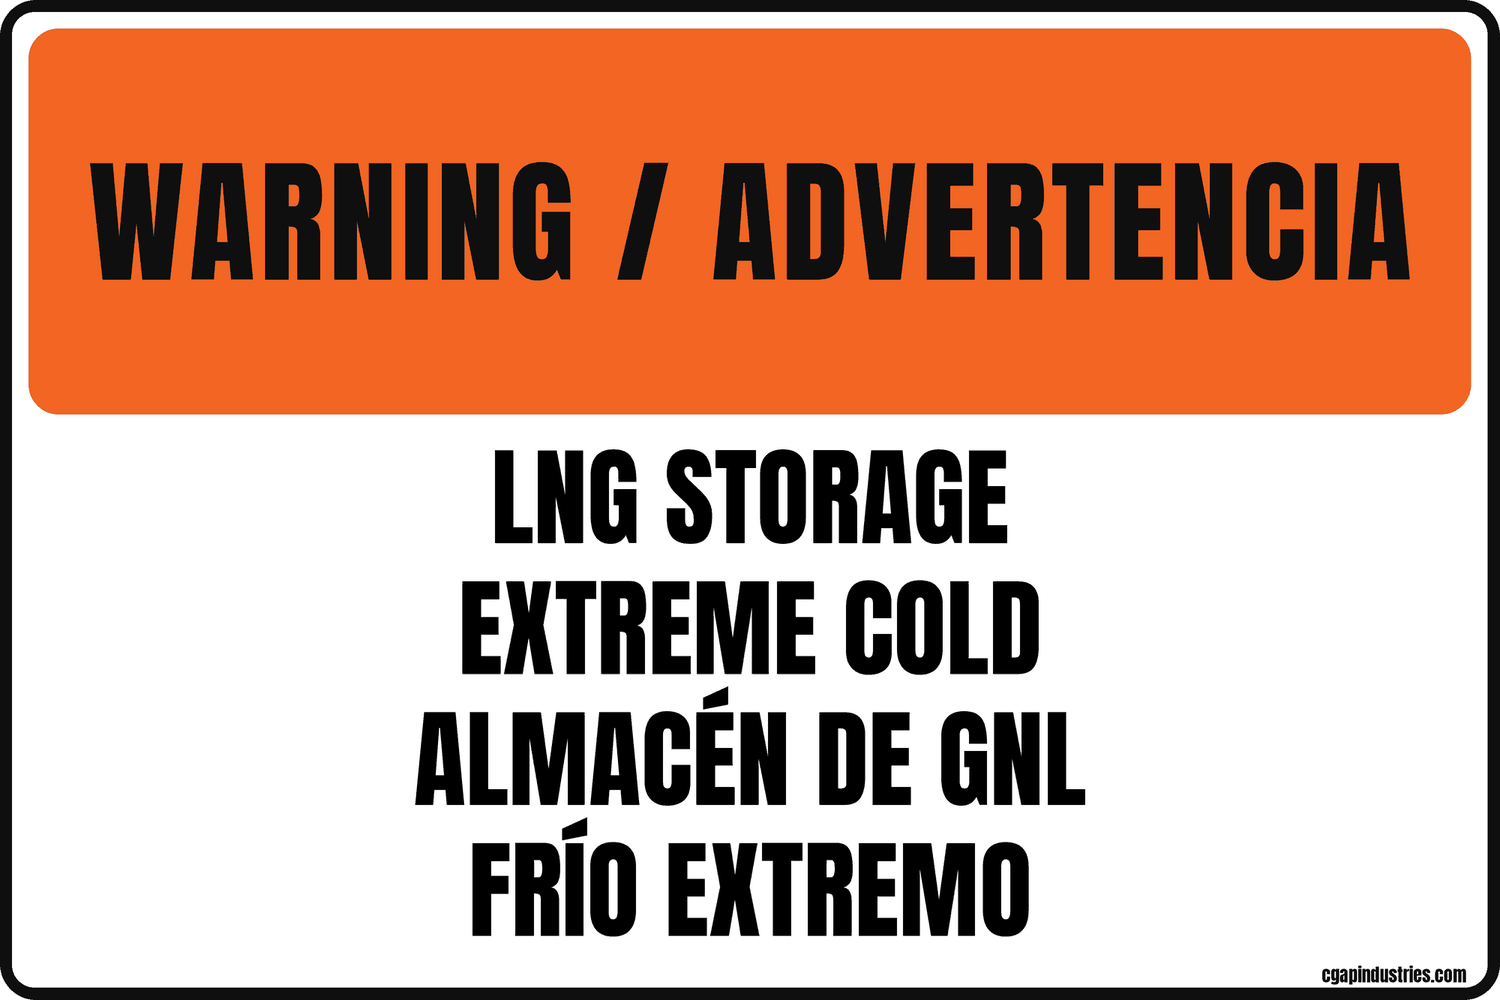 WARNING / ADVERTENCIA
LNG STORAGE
EXTREME COLD
ALMACÉN DE GNL
FRÍO EXTREMO
cgapindustries.com